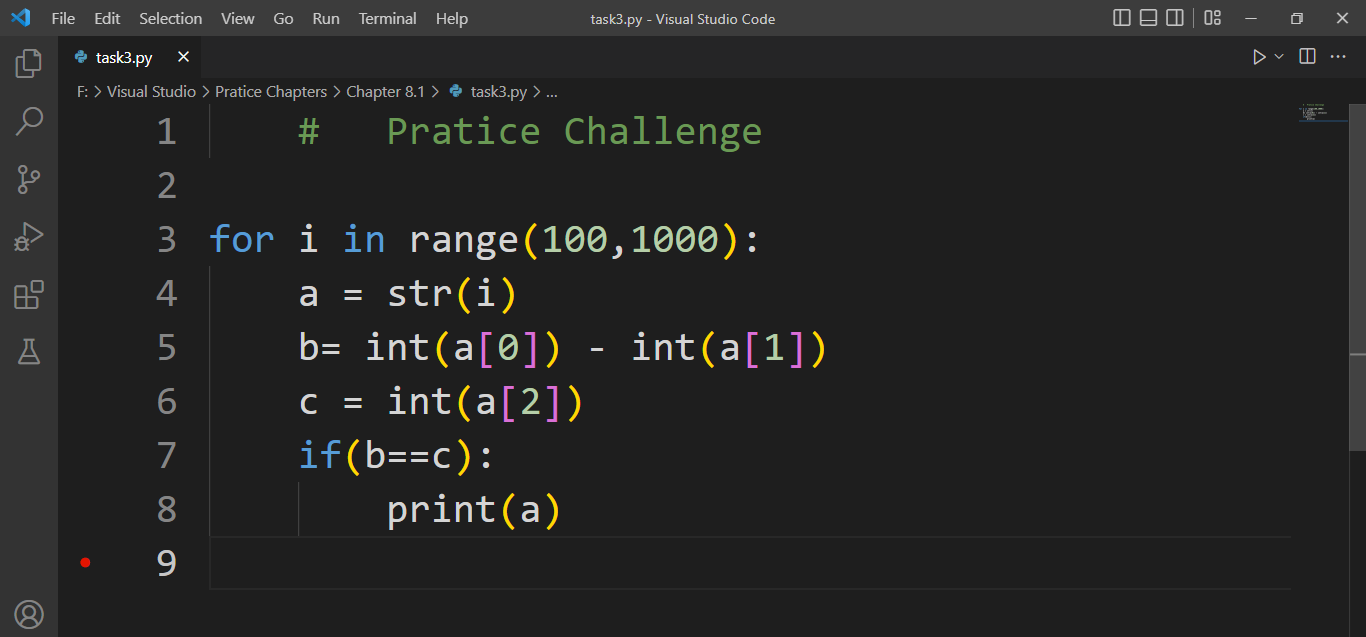 File Edit Selection View Go Run Terminal Help task3.py - Visual Studio Code
task3.py
F: > Visual Studio > Pratice Chapters > Chapter 8.1 > task3.py > ...
1 # Pratice Challenge
2
3 for i in range(100,1000):
4 a = str(i)
5 b= int(a[0]) - int(a[1])
6 c = int(a[2])
7 if(b==c):
8 print(a)
9